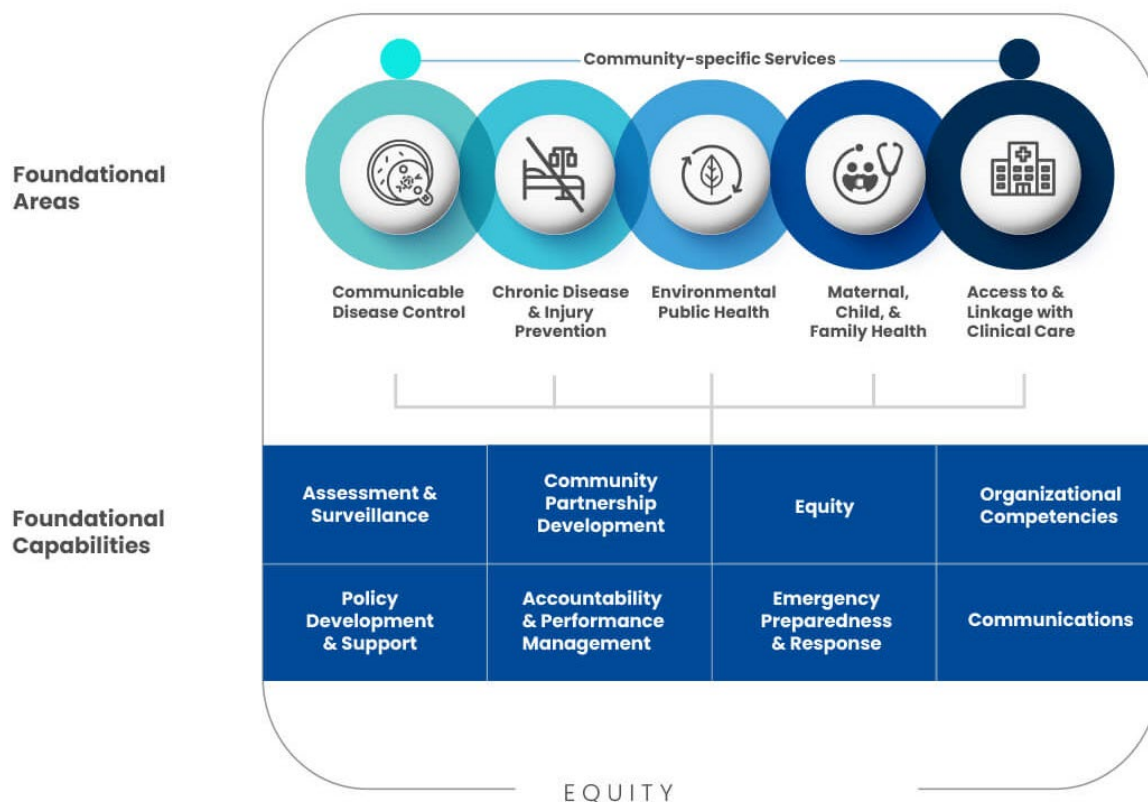 Community-specific Services
Foundational
Areas
Communicable
Disease Control
Chronic Disease
& Injury
Prevention
Environmental
Public Health
Maternal,
Child, &
Family Health
Access to &
Linkage with
Clinical Care
Foundational
Capabilities
Assessment &
Surveillance
Community
Partnership
Development
Equity
Organizational
Competencies
Policy
Development
& Support
Accountability
& Performance
Management
Emergency
Preparedness
& Response
Communications
EQUITY